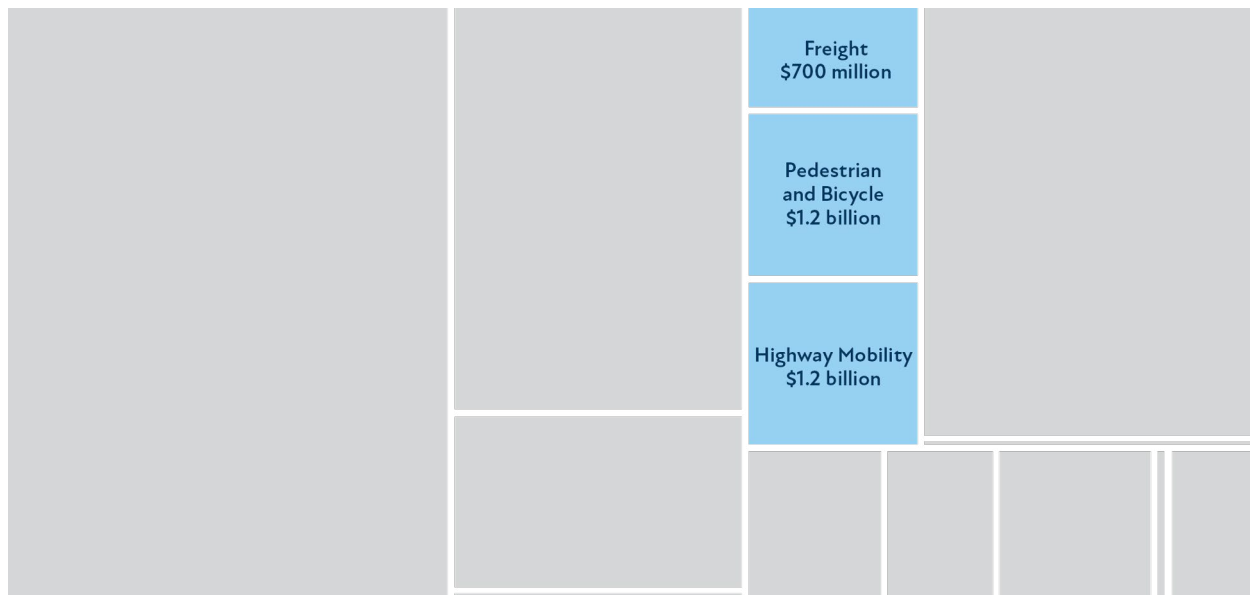 Freight
$700 million
Pedestrian
and Bicycle
$1.2 billion
Highway Mobility
$1.2 billion